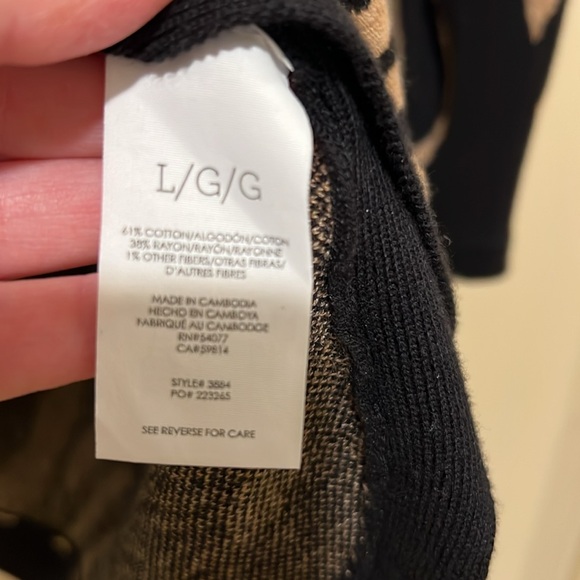 L/G/G
61% COTTON/ALGODÓN/COTON
38% RAYON/RAYÓN/RAYONNE
1% OTHER FIBERS/OTRAS FIBRAS/
D'AUTRES FIBRES
MADE IN CAMBODIA
HECHO EN CAMBOYA
FABRIQUÉ AU CAMBODGE
RN#54077
CA#59814
STYLE# 3884
PO# 223265
SEE REVERSE FOR CARE